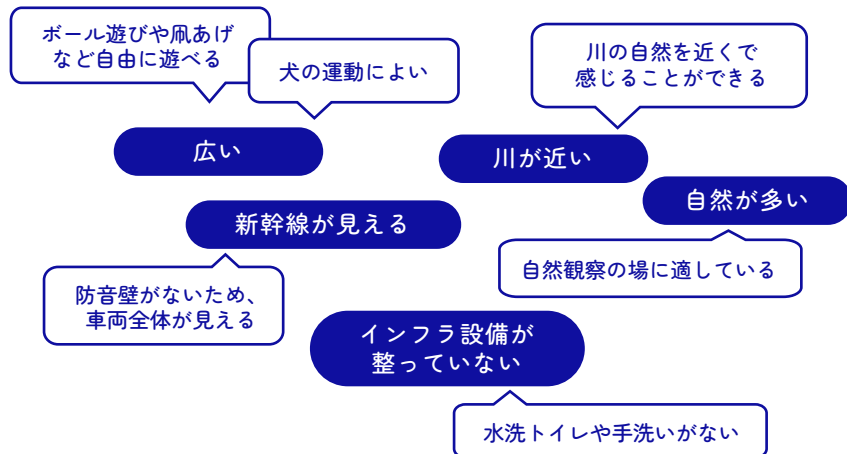 ボール遊びや凧あげ
など自由に遊べる
犬の運動によい
広い
川の自然を近くで
感じることができる
川が近い
自然が多い
自然観察の場に適している
新幹線が見える
防音壁がないため、
車両全体が見える
インフラ設備が
整っていない
水洗トイレや手洗いがない